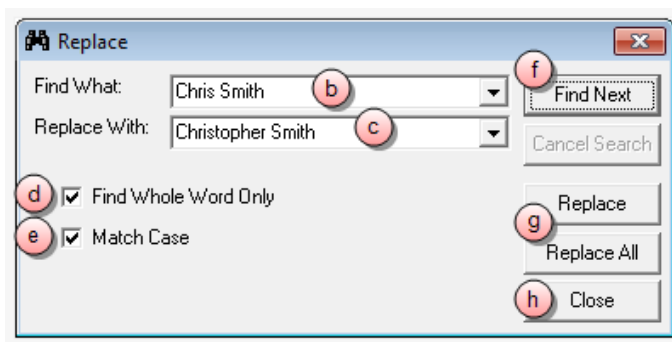 Replace
f
Find What: Chris Smith b Find Next
Replace With: Christopher Smith c Cancel Search
d Find Whole Word Only Replace
e Match Case g
Replace All
h Close